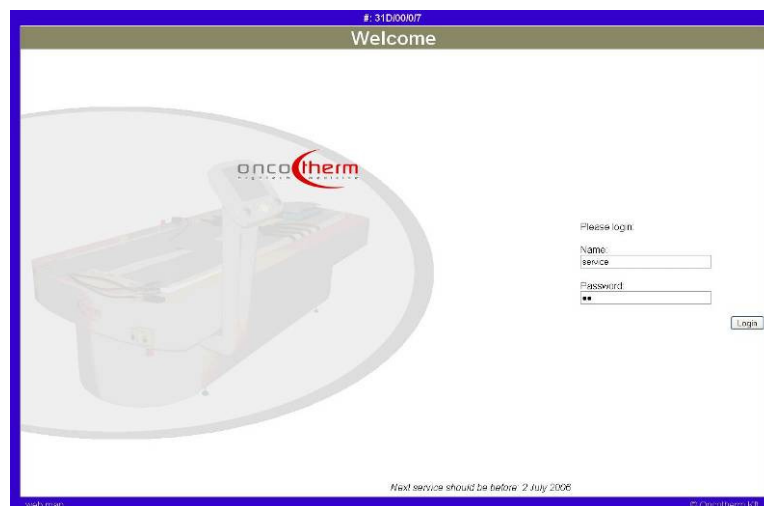 #: 31D/00/0/7
Welcome
oncotherm
Please login:
Name:
service
Password:
••
Login
Next service should be before: 2 July 2006
web map
© Oncotherm Kft.